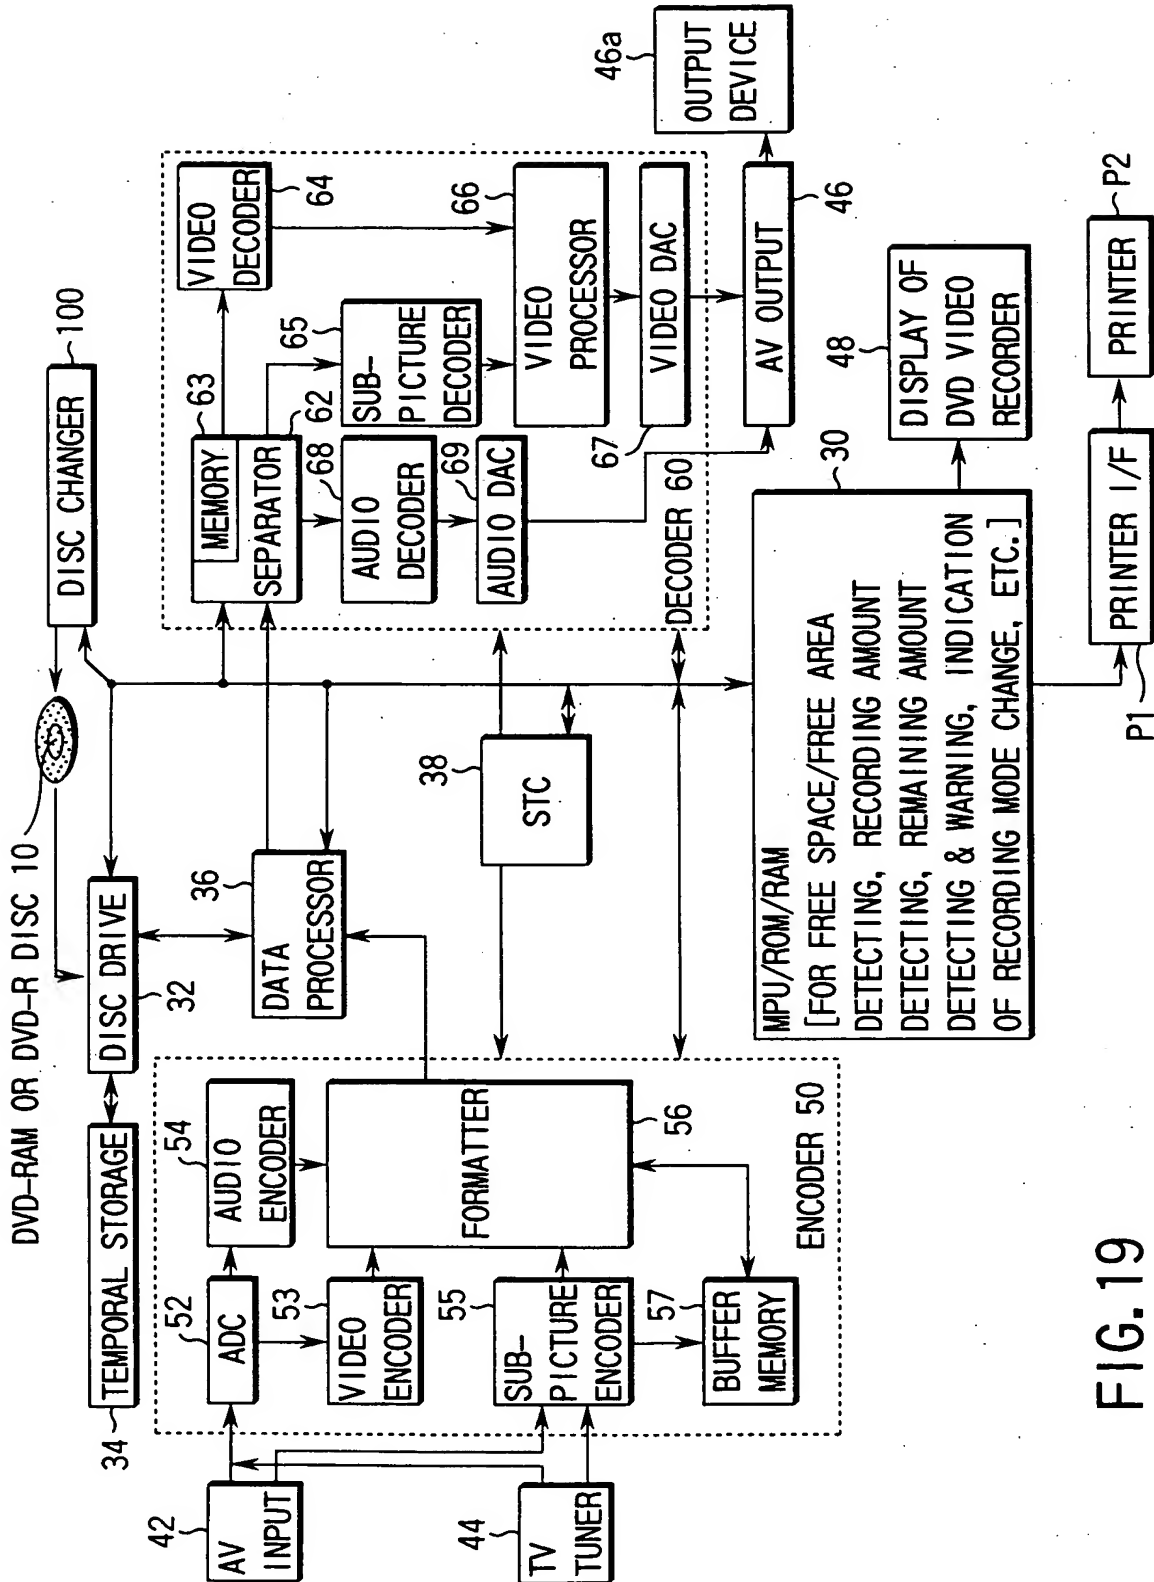 DVD-RAM OR DVD-R DISC 10
DISC CHANGER
100
TEMPORAL STORAGE
34
DISC DRIVE
32
AV
INPUT
42
TV
TUNER
44
ADC
52
AUDIO
ENCODER
54
VIDEO
ENCODER
53
SUB-
PICTURE
ENCODER
55
FORMATTER
56
BUFFER
MEMORY
57
ENCODER 50
DATA
PROCESSOR
36
STC
38
MEMORY
63
SEPARATOR
62
VIDEO
DECODER
64
SUB-
PICTURE
DECODER
65
AUDIO
DECODER
68
AUDIO DAC
69
VIDEO
PROCESSOR
66
VIDEO DAC
67
DECODER 60
AV OUTPUT
46
OUTPUT
DEVICE
46a
MPU/ROM/RAM
[FOR FREE SPACE/FREE AREA
DETECTING, RECORDING AMOUNT
DETECTING, REMAINING AMOUNT
DETECTING & WARNING, INDICATION
OF RECORDING MODE CHANGE, ETC.]
30
DISPLAY OF
DVD VIDEO
RECORDER
48
PRINTER I/F
P1
PRINTER
P2
FIG.19